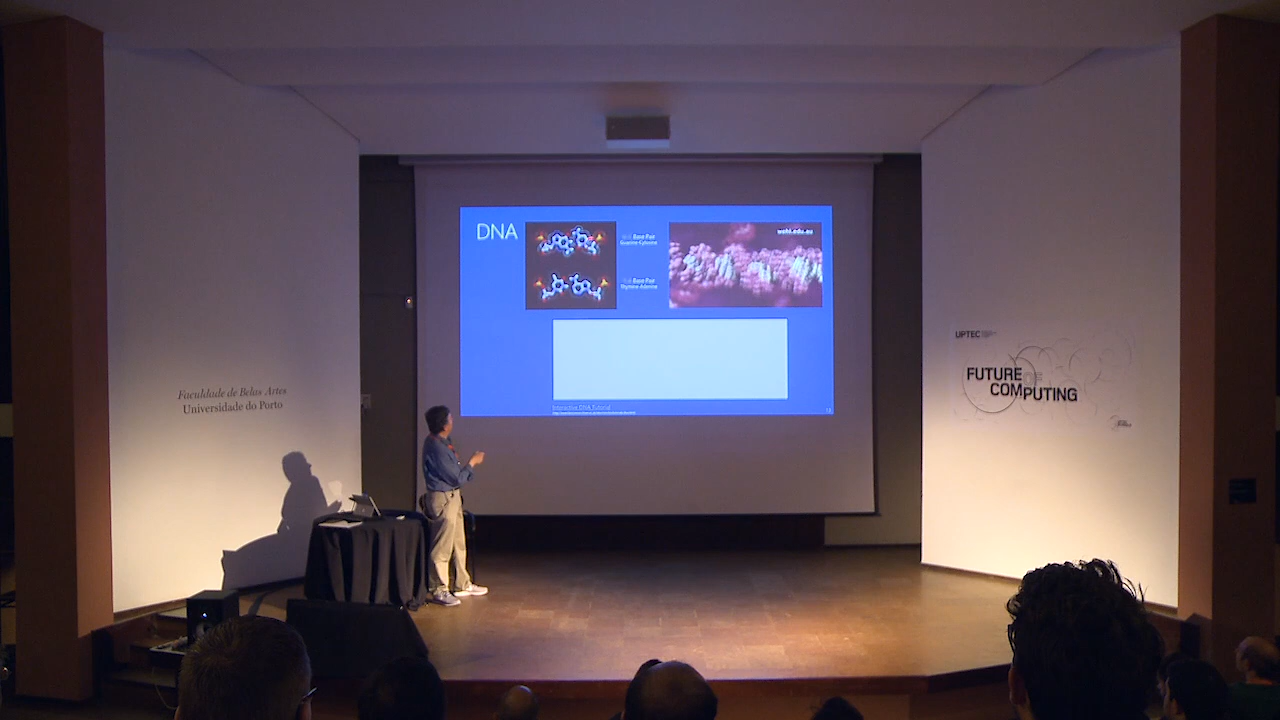 DNA
Base Pair
Guanine-Cytosine
Base Pair
Thymine-Adenine
wehi.edu.au
Interactive DNA Tutorial
Faculdade de Belas Artes
Universidade do Porto
UPTEC
FUTURE OF
COMPUTING